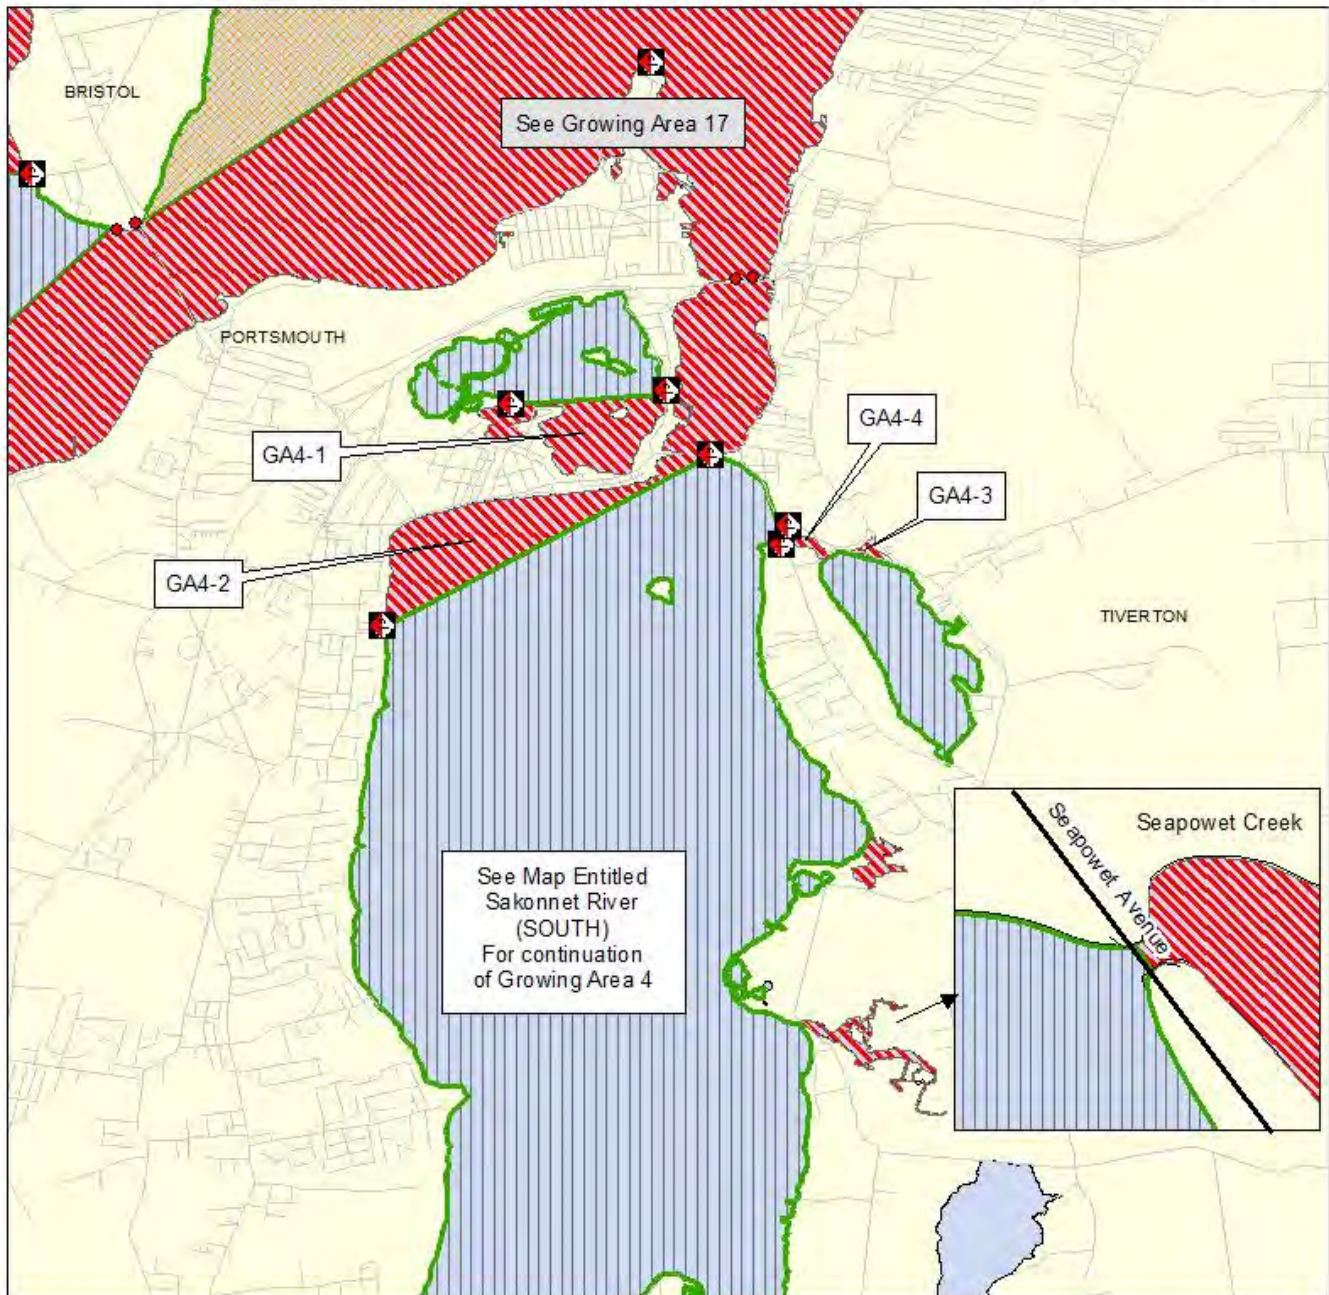 BRISTOL
See Growing Area 17
PORTSMOUTH
GA4-1
GA4-4
GA4-3
GA4-2
TIVERTON
See Map Entitled
Sakonnet River
(SOUTH)
For continuation
of Growing Area 4
Seapowet Creek
Seapowet Avenue